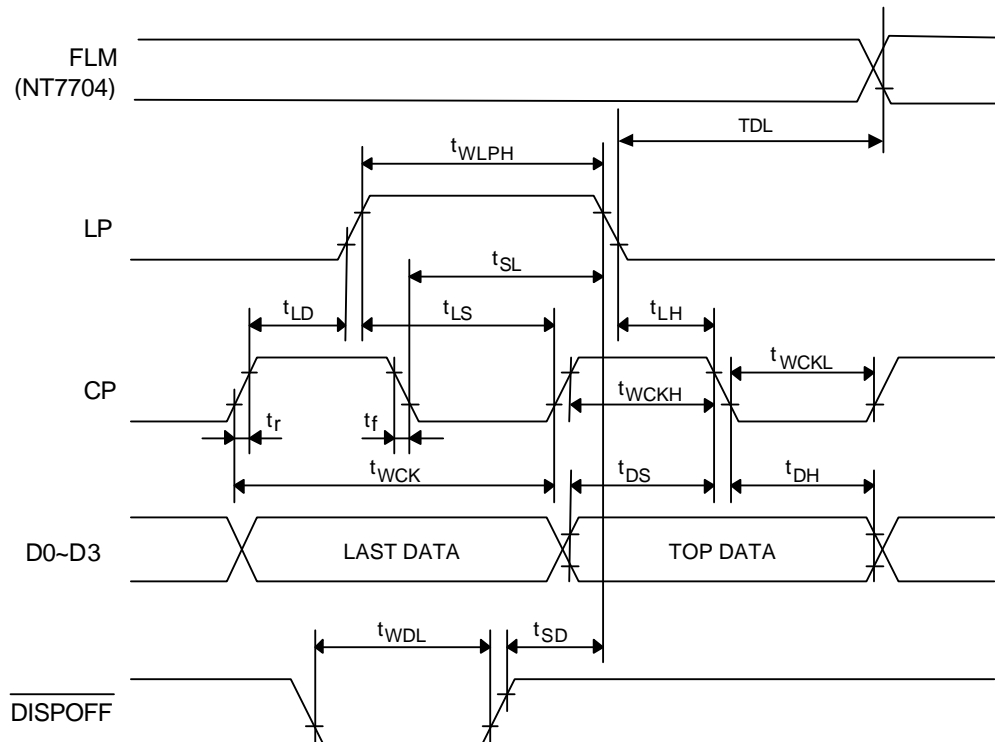 FLM
(NT7704)
TDL
tWLPH
LP
tSL
tLD
tLS
tLH
tWCKL
CP
tWCKH
tr
tf
tWCK
tDS
tDH
D0~D3
LAST DATA
TOP DATA
tWDL
tSD
DISPOFF